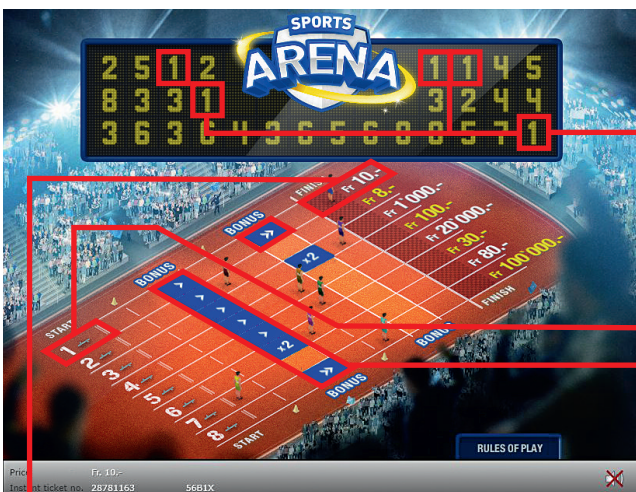 SPORTS
ARENA
2 5 1 2 1 1 4 5
8 3 3 1 3 2 4 4
3 6 3 6 4 3 6 5 6 8 8 5 7 1
FINISH
Fr 10.-
Fr 8.-
Fr 1'000.-
Fr 100.-
Fr 20'000.-
Fr 30.-
Fr 80.-
Fr 100'000.-
FINISH
BONUS
»
x2
BONUS
x2
»
BONUS
BONUS
START
1
2
3
4
5
6
7
8
START
RULES OF PLAY
Price Fr. 10.-
Instant ticket no. 28781163 56B1X